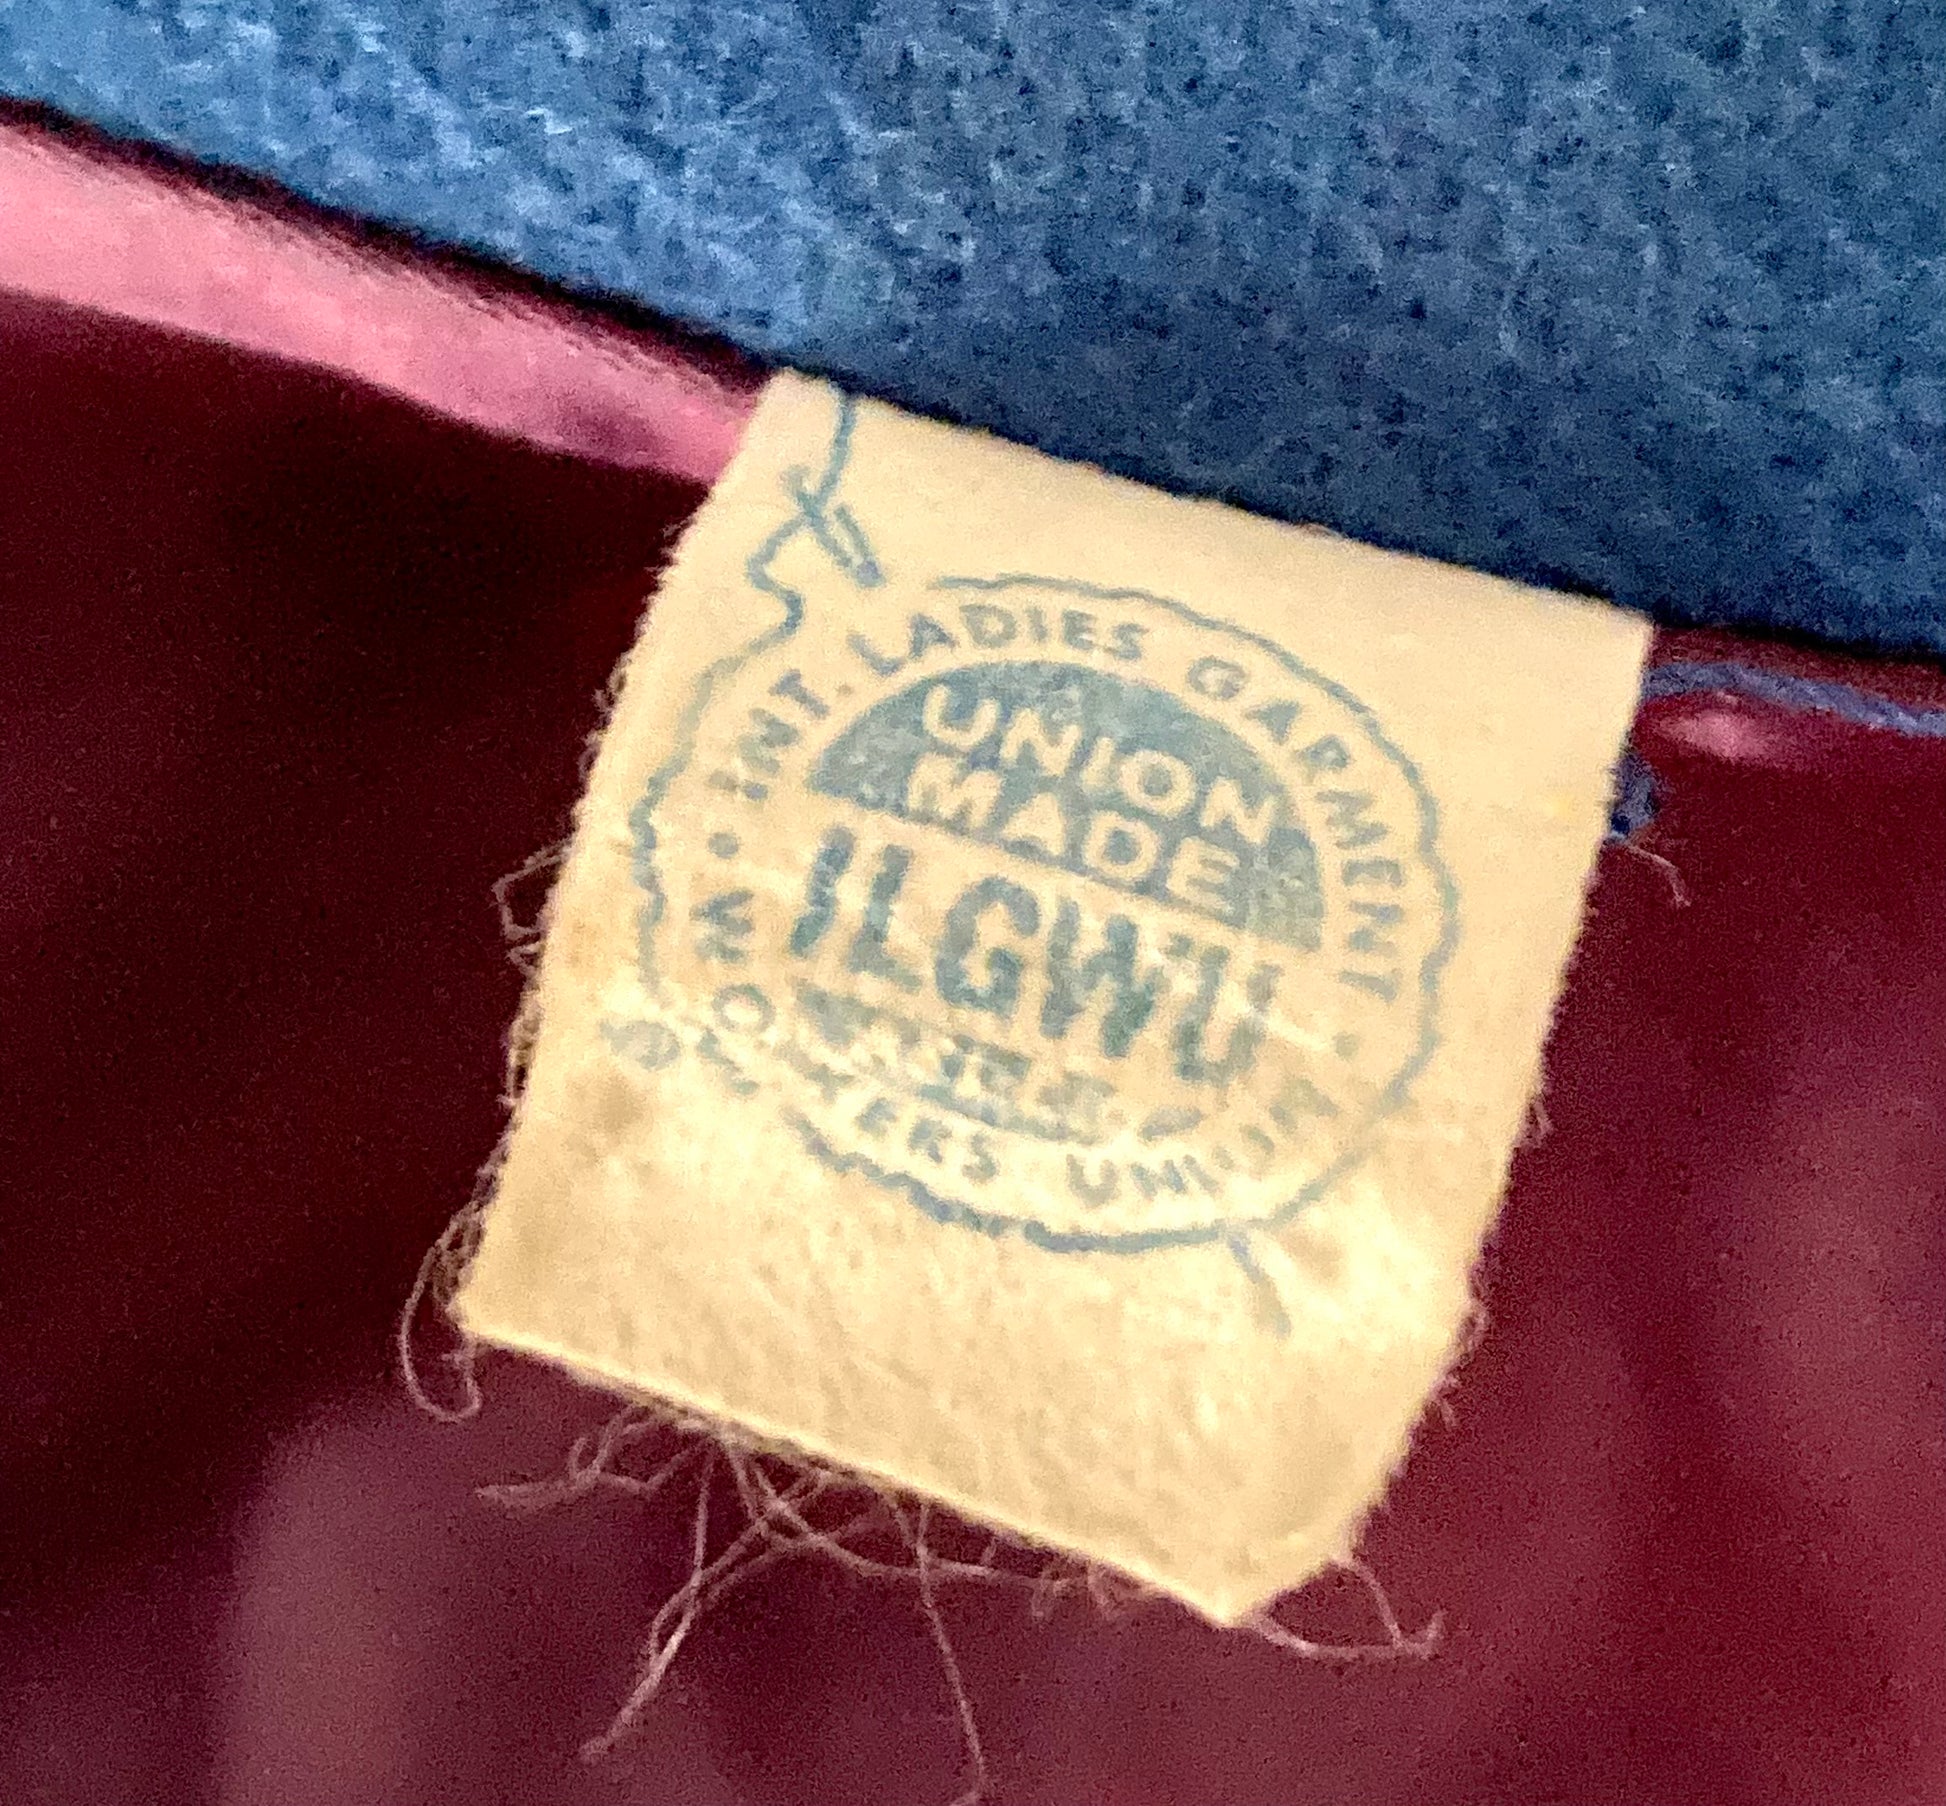 INT. LADIES GARMENT
UNION
MADE
ILGWU
WORKERS UNION